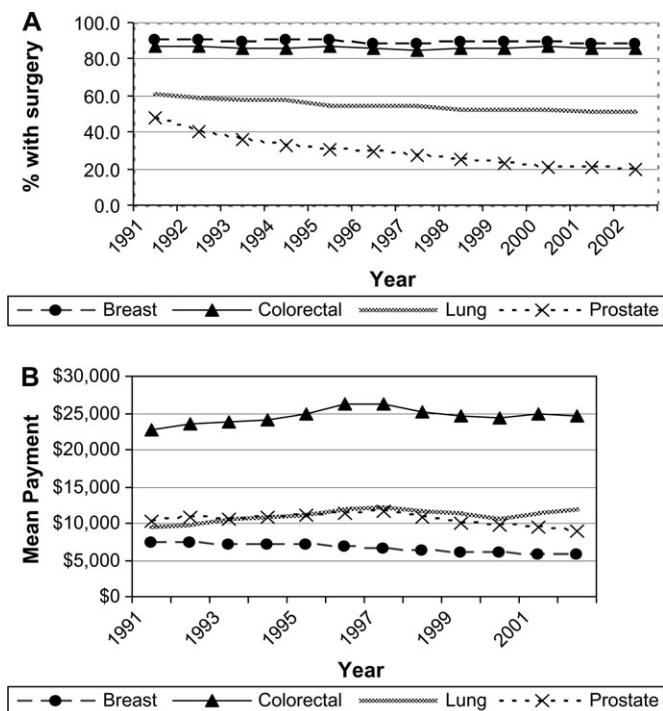 A
100.0
80.0
60.0
40.0
20.0
0.0
% with surgery
1991
1992
1993
1994
1995
1996
1997
1998
1999
2000
2001
2002
Year
Breast
Colorectal
Lung
Prostate
B
$30,000
$25,000
$20,000
$15,000
$10,000
$5,000
$0
Mean Payment
1991
1993
1995
1997
1999
2001
Year
Breast
Colorectal
Lung
Prostate